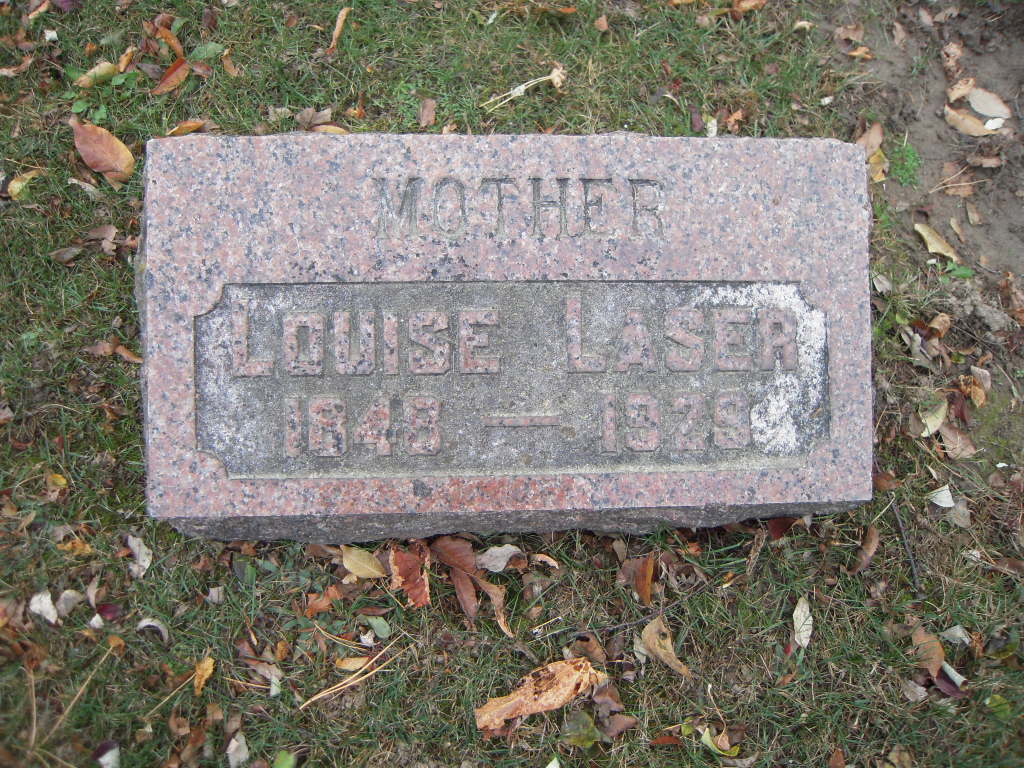 MOTHER
LOUISE LASER
1848 — 1929